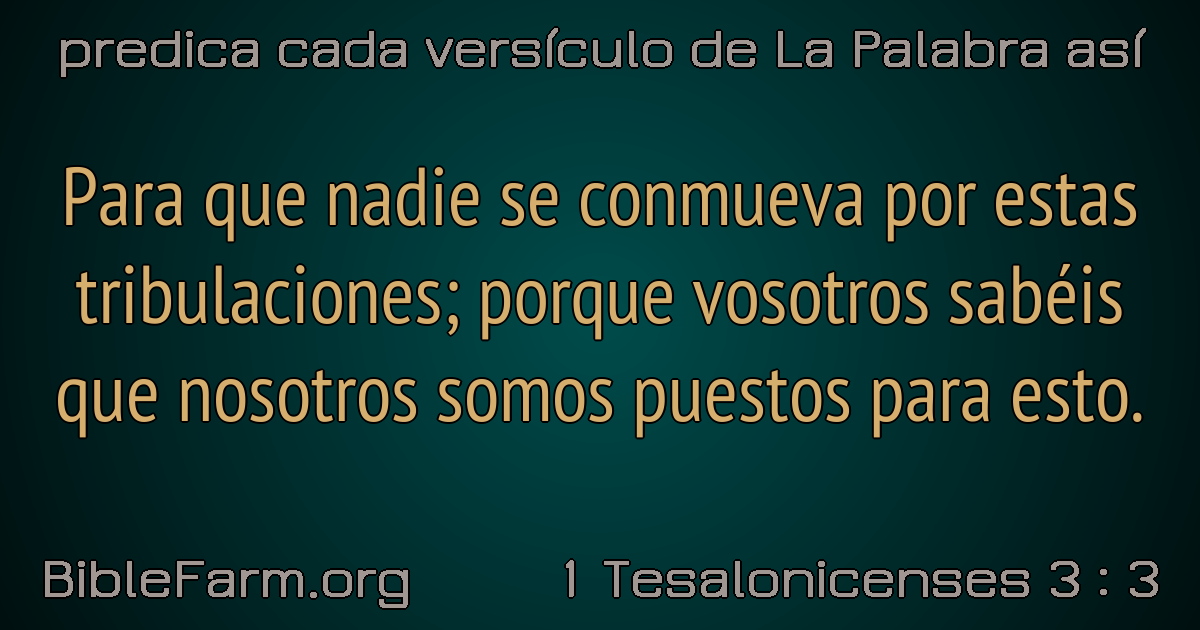 predica cada versículo de La Palabra así
Para que nadie se conmueva por estas
tribulaciones; porque vosotros sabéis
que nosotros somos puestos para esto.
BibleFarm.org
1 Tesalonicenses 3 : 3